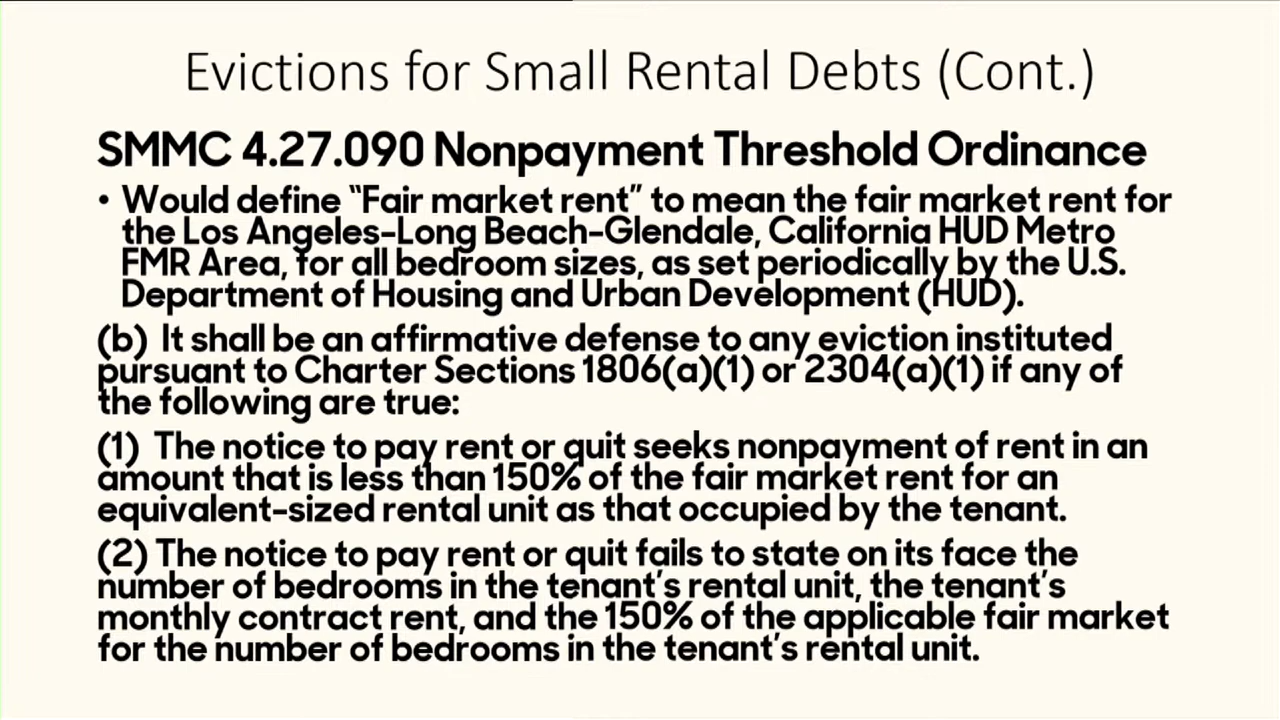 Evictions for Small Rental Debts (Cont.)
SMMC 4.27.090 Nonpayment Threshold Ordinance
• Would define “Fair market rent” to mean the fair market rent for
the Los Angeles-Long Beach-Glendale, California HUD Metro
FMR Area, for all bedroom sizes, as set periodically by the U.S.
Department of Housing and Urban Development (HUD).
(b) It shall be an affirmative defense to any eviction instituted
pursuant to Charter Sections 1806(a)(1) or 2304(a)(1) if any of
the following are true:
(1) The notice to pay rent or quit seeks nonpayment of rent in an
amount that is less than 150% of the fair market rent for an
equivalent-sized rental unit as that occupied by the tenant.
(2) The notice to pay rent or quit fails to state on its face the
number of bedrooms in the tenant’s rental unit, the tenant’s
monthly contract rent, and the 150% of the applicable fair market
for the number of bedrooms in the tenant’s rental unit.